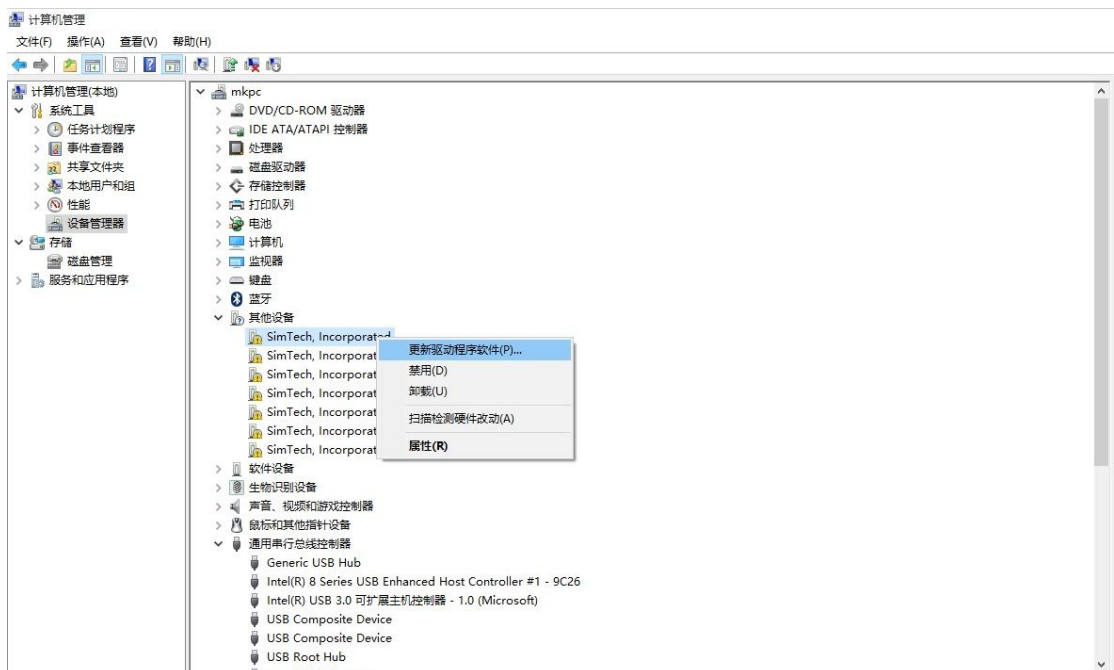 计算机管理
文件(F) 操作(A) 查看(V) 帮助(H)
计算机管理(本地)
系统工具
任务计划程序
事件查看器
共享文件夹
本地用户和组
性能
设备管理器
存储
磁盘管理
服务和应用程序
mkpc
DVD/CD-ROM 驱动器
IDE ATA/ATAPI 控制器
处理器
磁盘驱动器
存储控制器
打印队列
电池
计算机
监视器
键盘
蓝牙
其他设备
SimTech, Incorporated
SimTech, Incorporat
SimTech, Incorporat
SimTech, Incorporat
SimTech, Incorporat
SimTech, Incorporat
SimTech, Incorporat
更新驱动程序软件(P)...
禁用(D)
卸载(U)
扫描检测硬件改动(A)
属性(R)
软件设备
生物识别设备
声音、视频和游戏控制器
鼠标和其他指针设备
通用串行总线控制器
Generic USB Hub
Intel(R) 8 Series USB Enhanced Host Controller #1 - 9C26
Intel(R) USB 3.0 可扩展主机控制器 - 1.0 (Microsoft)
USB Composite Device
USB Composite Device
USB Root Hub